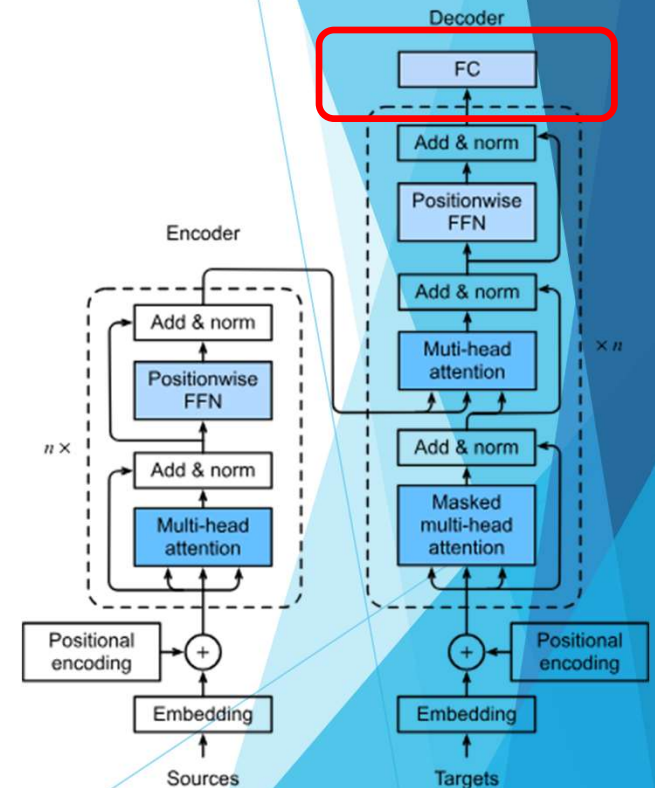 Decoder
FC
Add & norm
Positionwise
FFN
Add & norm
Muti-head
attention
× n
Add & norm
Masked
multi-head
attention
Positional
encoding
+
Embedding
Targets
Encoder
Add & norm
Positionwise
FFN
n ×
Add & norm
Multi-head
attention
Positional
encoding
+
Embedding
Sources